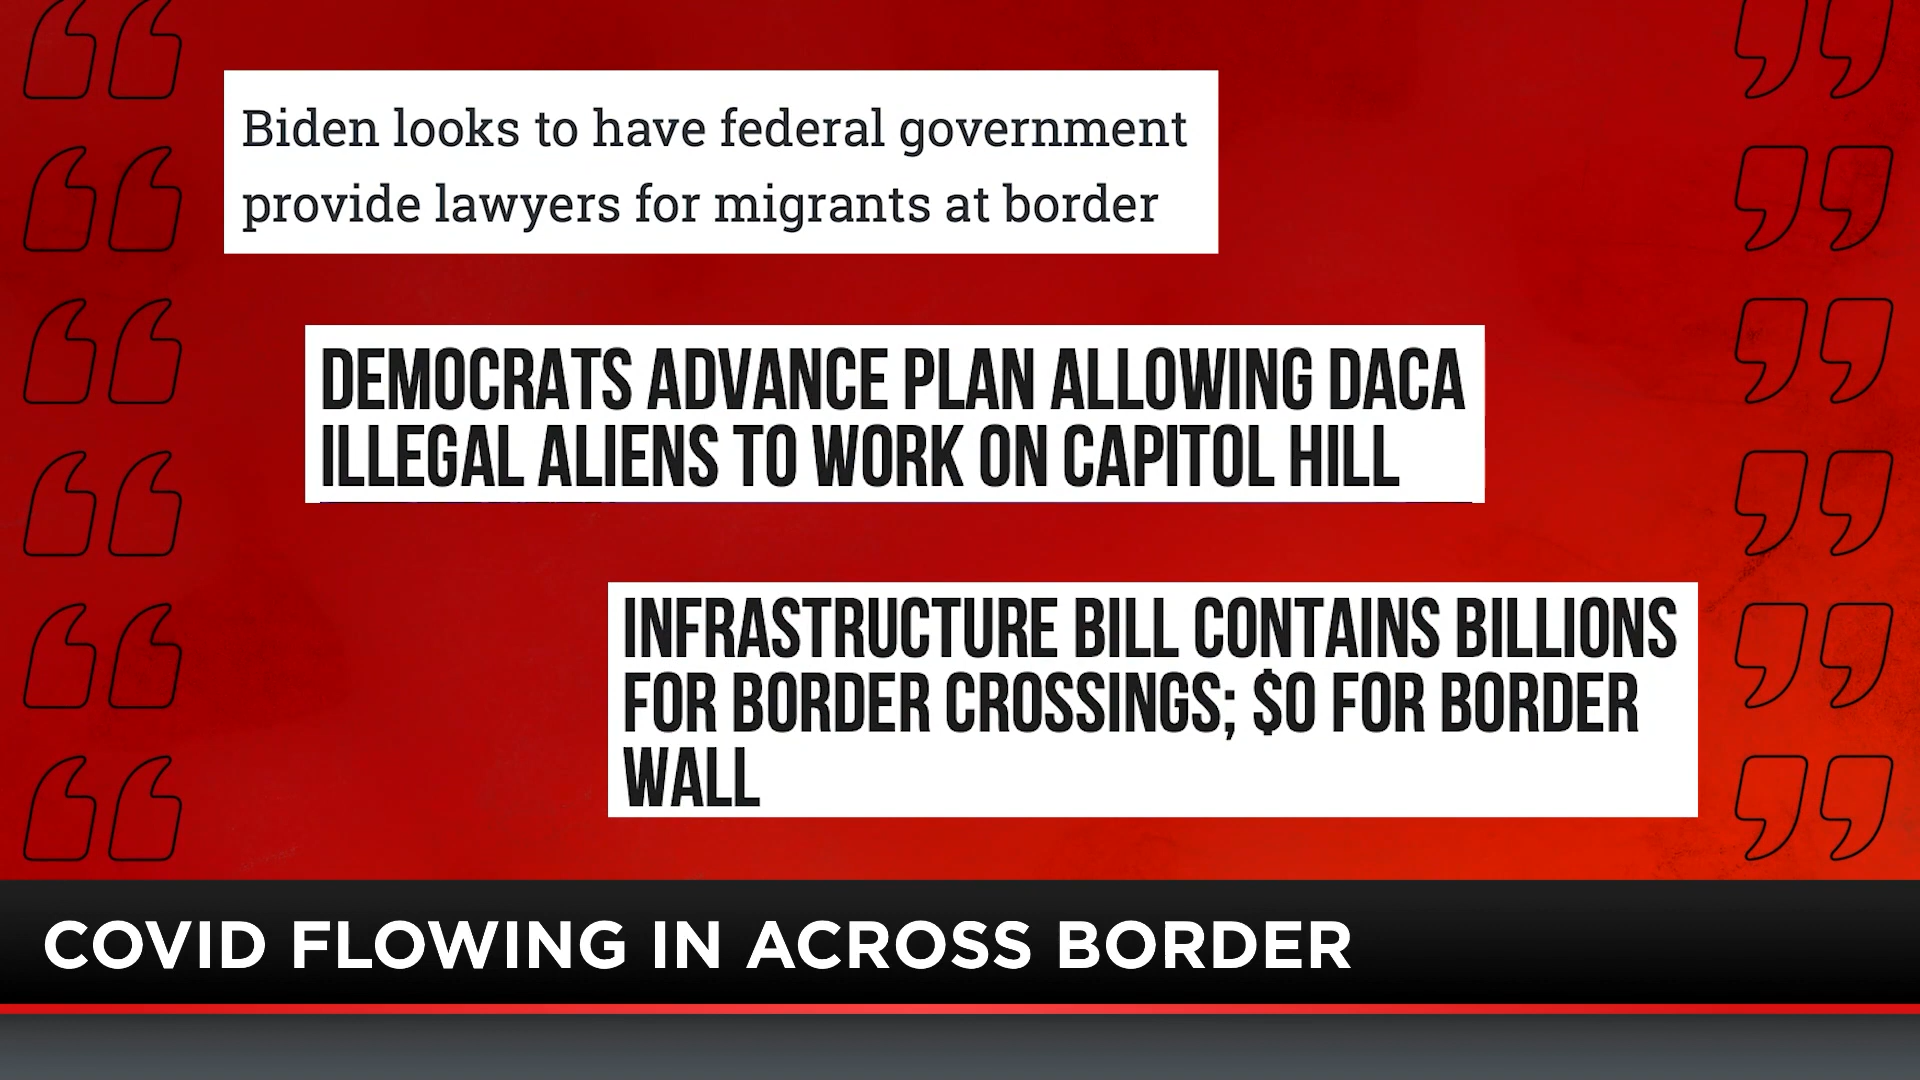 Biden looks to have federal government
provide lawyers for migrants at border
DEMOCRATS ADVANCE PLAN ALLOWING DACA
ILLEGAL ALIENS TO WORK ON CAPITOL HILL
INFRASTRUCTURE BILL CONTAINS BILLIONS
FOR BORDER CROSSINGS; $0 FOR BORDER
WALL
COVID FLOWING IN ACROSS BORDER